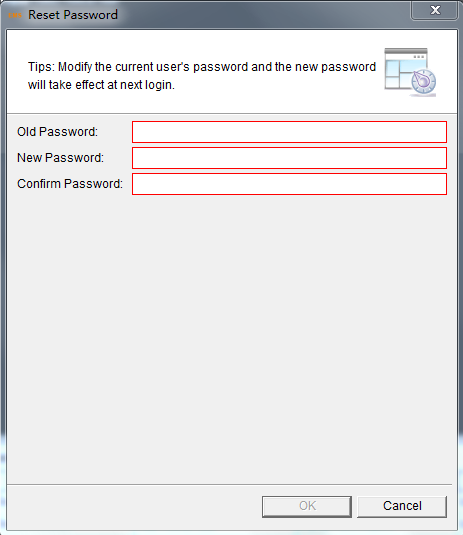 Reset Password
Tips: Modify the current user's password and the new password
will take effect at next login.
Old Password:
New Password:
Confirm Password:
OK
Cancel